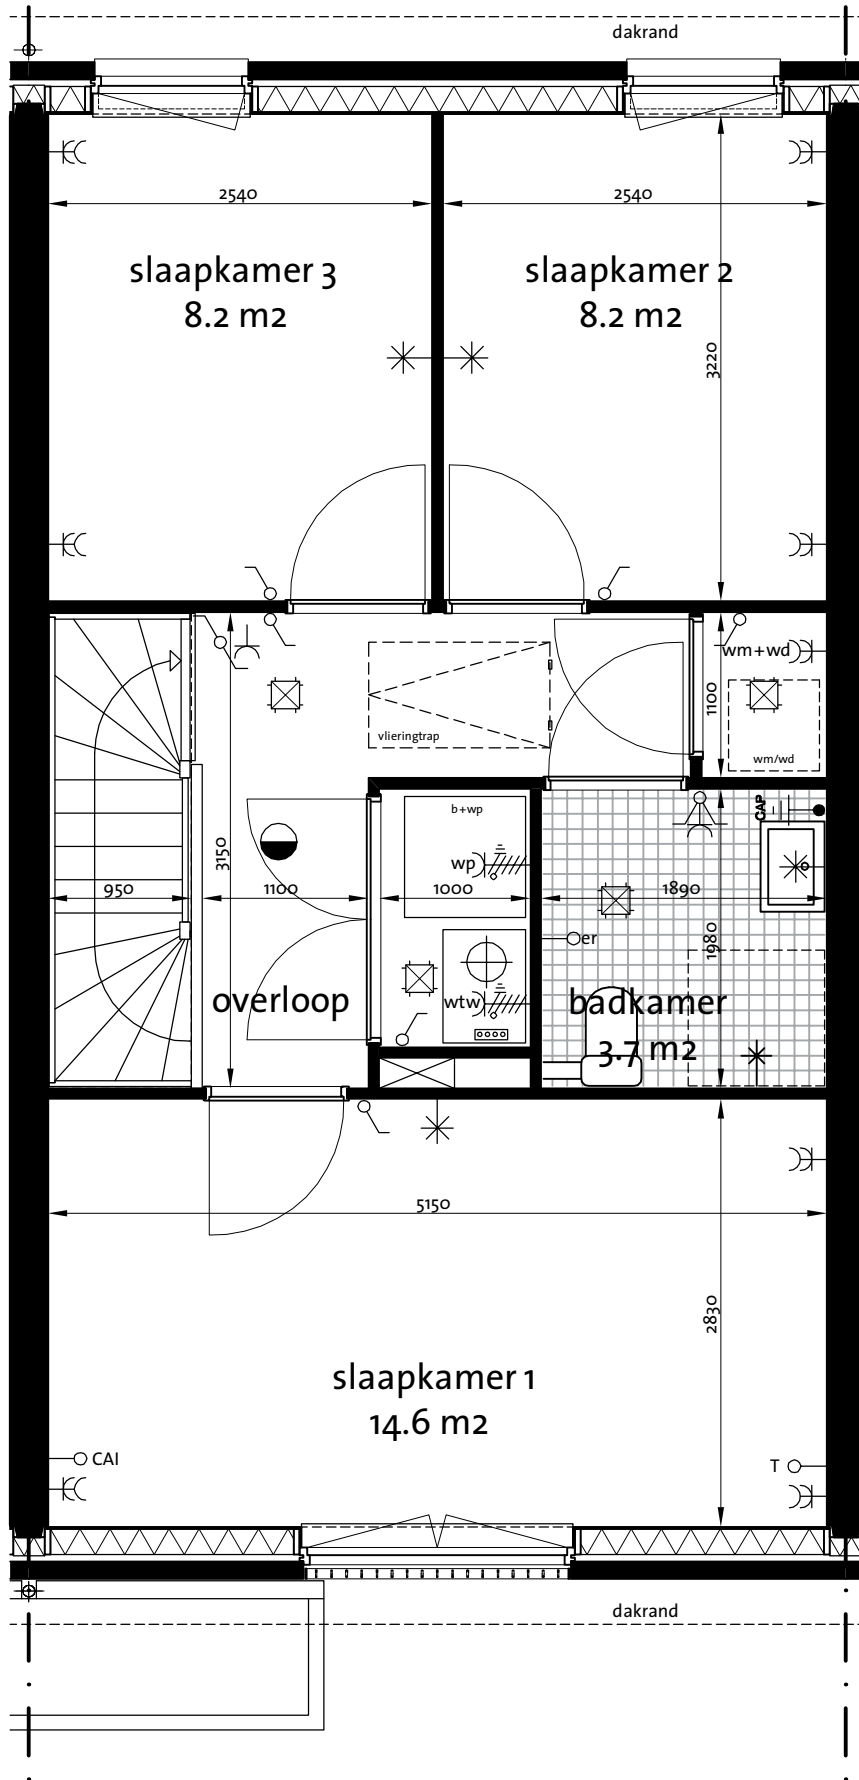 dakrand
2540
2540
slaapkamer 3
8.2 m2
slaapkamer 2
8.2 m2
3220
wm+wd
1100
vlieringtrap
wm/wd
b+wp
CAP
3150
wp
950
1100
1000
1890
1980
er
overloop
wtw
badkamer
3.7 m2
5150
2830
slaapkamer 1
14.6 m2
CAI
T
dakrand